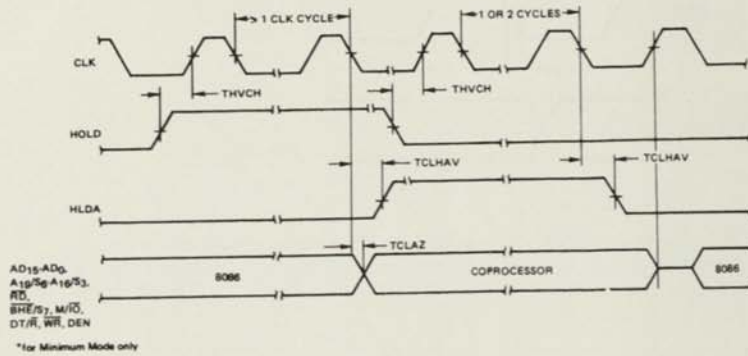 > 1 CLK CYCLE
1 OR 2 CYCLES
CLK
THVCH
THVCH
HOLD
TCLHAV
TCLHAV
HLDA
TCLAZ
AD15-AD0,
A19/S6-A16/S3,
RD,
BHE/S7, M/IO,
DT/R, WR, DEN
8086
COPROCESSOR
8086
*for Minimum Mode only